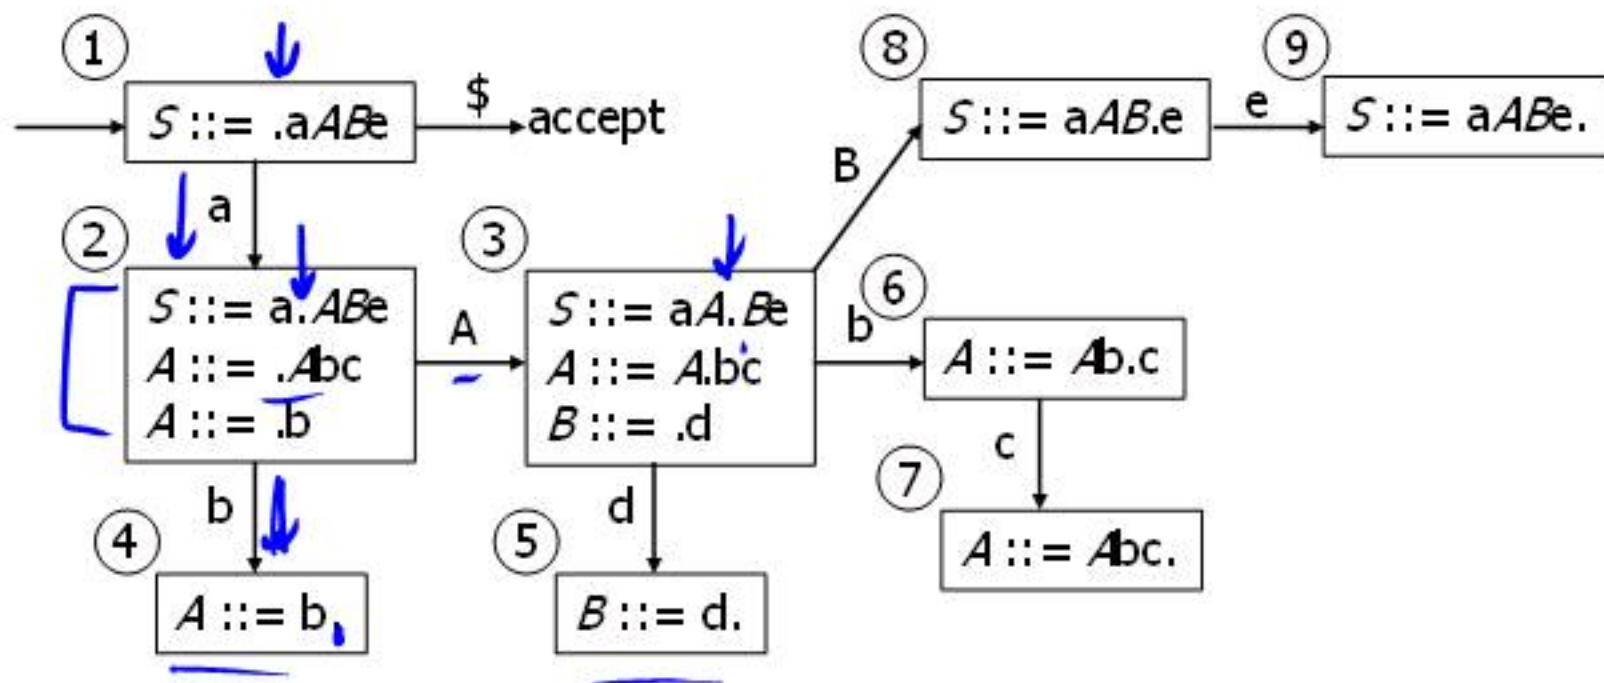 1
S ::= .aABe
$
accept
a
2
S ::= a.ABe
A ::= .Abc
A ::= .b
A
3
S ::= aA.Be
A ::= A.bc
B ::= .d
B
8
S ::= aAB.e
e
9
S ::= aABe.
b
6
A ::= Ab.c
c
7
A ::= Abc.
b
4
A ::= b.
d
5
B ::= d.